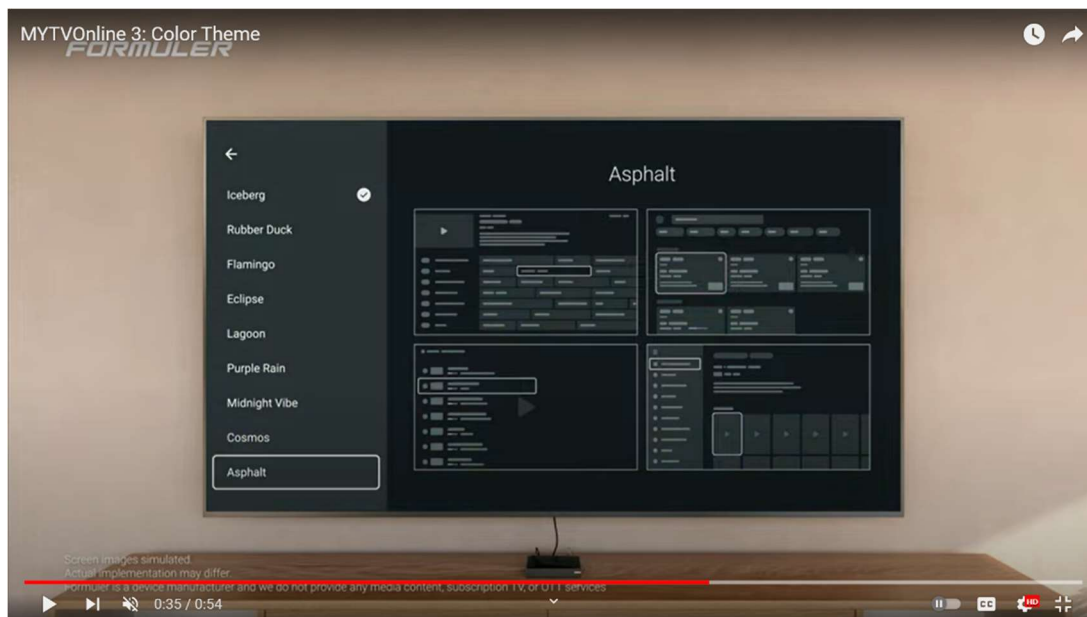 MYTVOnline 3: Color Theme
FORMULER
Asphalt
Iceberg
Rubber Duck
Flamingo
Eclipse
Lagoon
Purple Rain
Midnight Vibe
Cosmos
Asphalt
Screen images simulated.
Actual implementation may differ.
Formuler is a device manufacturer and we do not provide any media content, subscription TV, or OTT services
0:35 / 0:54
CC
HD